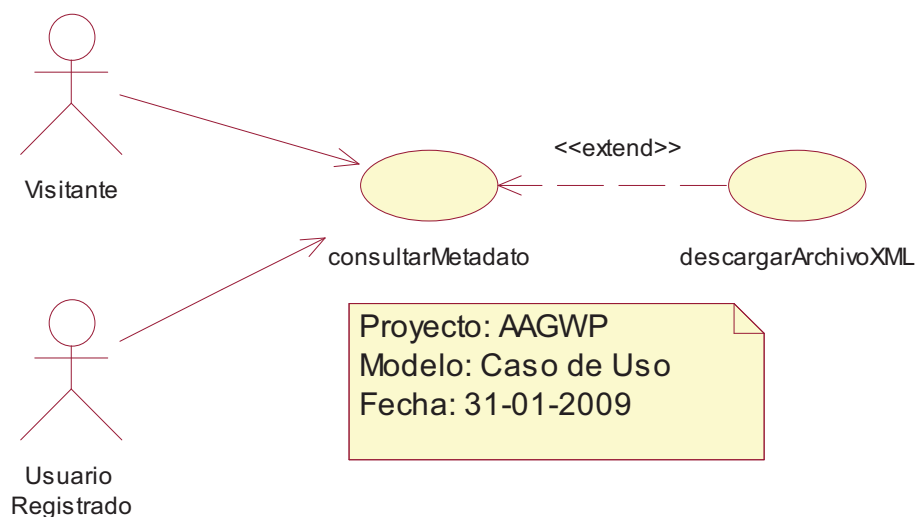 Visitante
<<extend>>
consultarMetadato
descargarArchivoXML
Proyecto: AAGWP
Modelo: Caso de Uso
Fecha: 31-01-2009
Usuario
Registrado